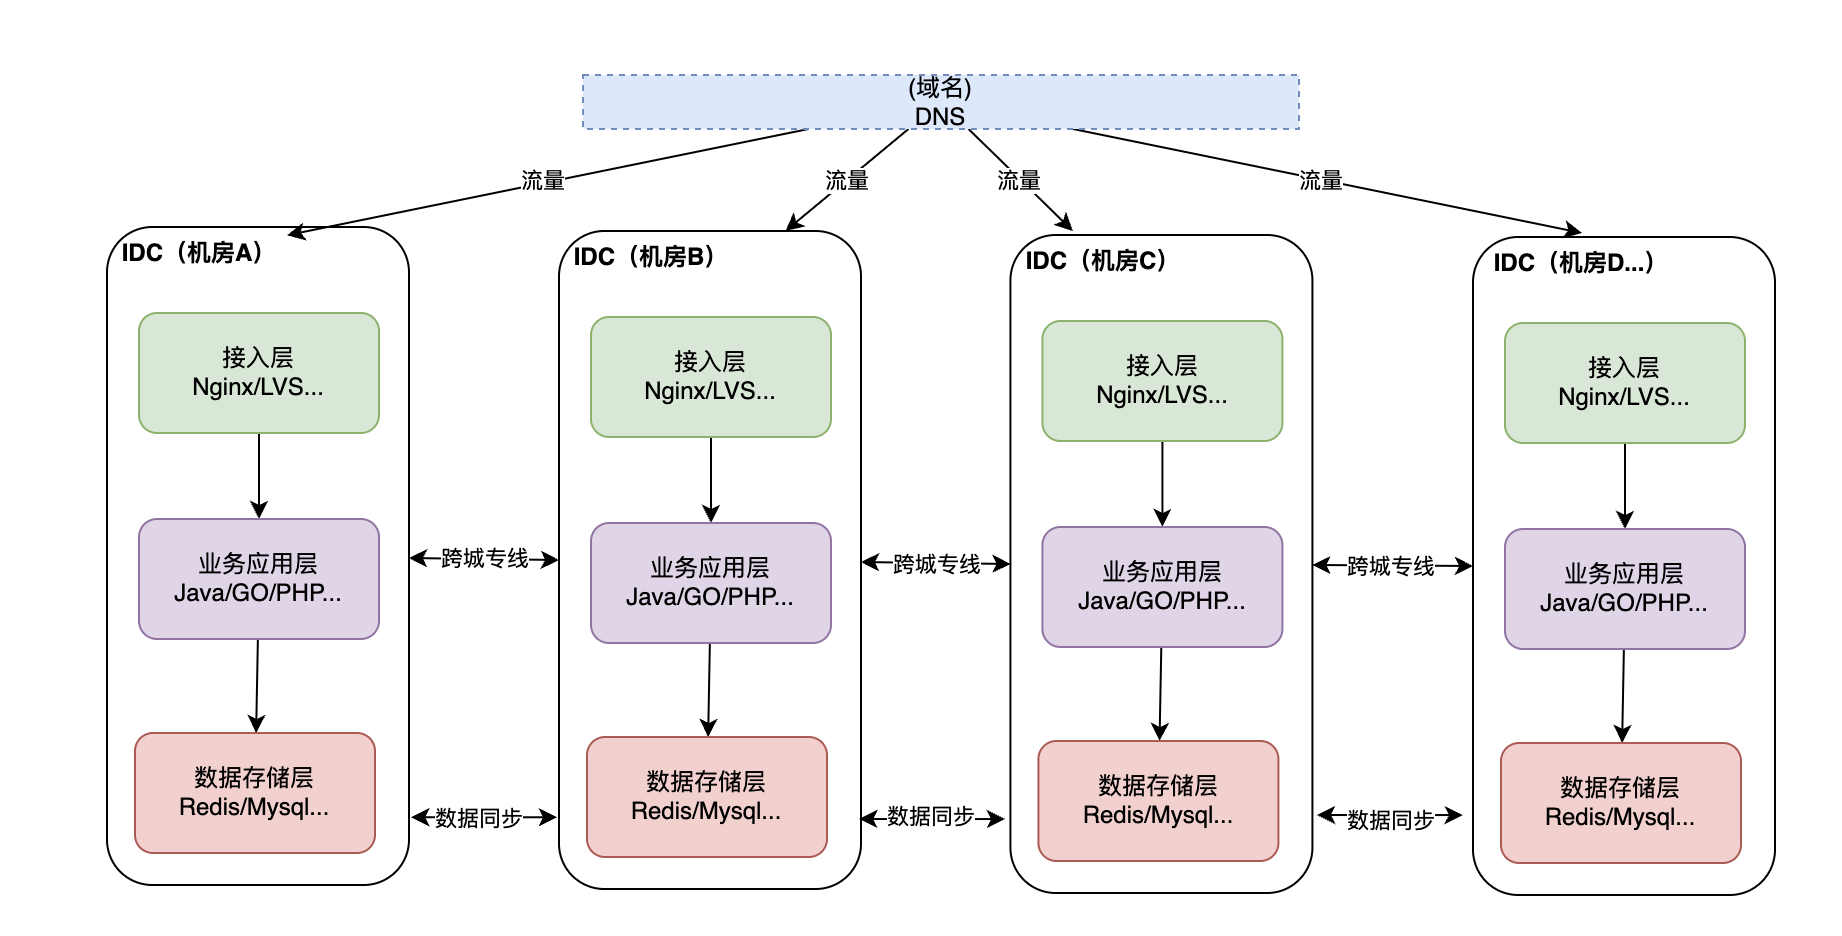 (域名)
DNS
流量
流量
流量
流量
IDC（机房A）
接入层
Nginx/LVS...
业务应用层
Java/GO/PHP...
数据存储层
Redis/Mysql...
跨城专线
数据同步
IDC（机房B）
接入层
Nginx/LVS...
业务应用层
Java/GO/PHP...
数据存储层
Redis/Mysql...
跨城专线
数据同步
IDC（机房C）
接入层
Nginx/LVS...
业务应用层
Java/GO/PHP...
数据存储层
Redis/Mysql...
跨城专线
数据同步
IDC（机房D...）
接入层
Nginx/LVS...
业务应用层
Java/GO/PHP...
数据存储层
Redis/Mysql...